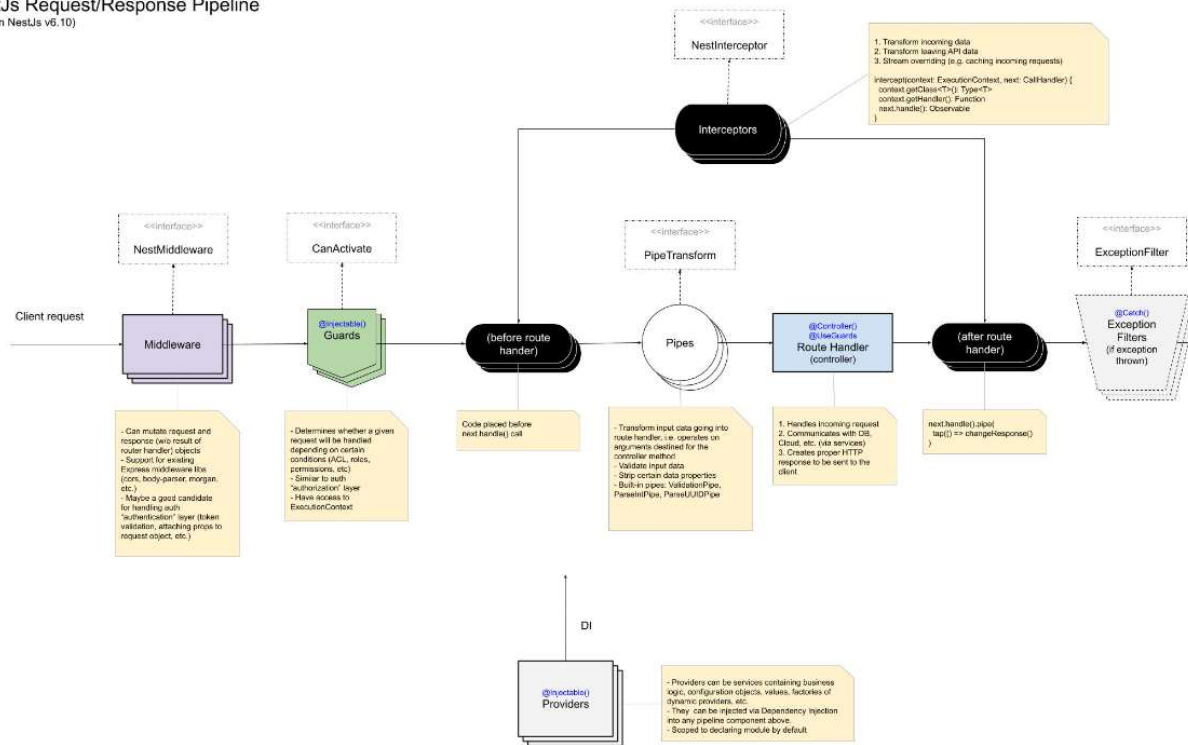 Js Request/Response Pipeline
n NestJs v6.10)
<<interface>>
NestInterceptor
1. Transform incoming data
2. Transform leaving API data
3. Stream overriding (e.g. caching incoming requests)
intercept(context: ExecutionContext, next: CallHandler) {
context.getClass<T>(): Type<T>
context.getHandler(): Function
next.handle(): Observable
}
Interceptors
<<interface>>
NestMiddleware
<<interface>>
CanActivate
<<interface>>
PipeTransform
<<interface>>
ExceptionFilter
Client request
Middleware
@Injectable()
Guards
(before route
hander)
Pipes
@Controller()
@UseGuards
Route Handler
(controller)
(after route
hander)
@Catch()
Exception
Filters
(if exception
thrown)
- Can mutate request and
response (w/o result of
router handler) objects
- Support for existing
Express middleware libs
(cors, body-parser, morgan,
etc.)
- Maybe a good candidate
for handling auth
"authentication" layer (token
validation, attaching props to
request object, etc.)
- Determines whether a given
request will be handled
depending on certain
conditions (ACL, roles,
permissions, etc)
- Similar to auth
"authorization" layer
- Have access to
ExecutionContext
Code placed before
next.handle() call
- Transform input data going into
route handler, i.e. operates on
arguments destined for the
controller method
- Validate input data
- Strip certain data properties
- Built-in pipes: ValidationPipe,
ParseIntPipe, ParseUUIDPipe
1. Handles incoming request
2. Communicates with DB,
Cloud, etc. (via services)
3. Creates proper HTTP
response to be sent to the
client
next.handle().pipe(
tap(() => changeResponse()
)
DI
@Injectable()
Providers
- Providers can be services containing business
logic, configuration objects, values, factories of
dynamic providers, etc.
- They can be injected via Dependency Injection
into any pipeline component above.
- Scoped to declaring module by default